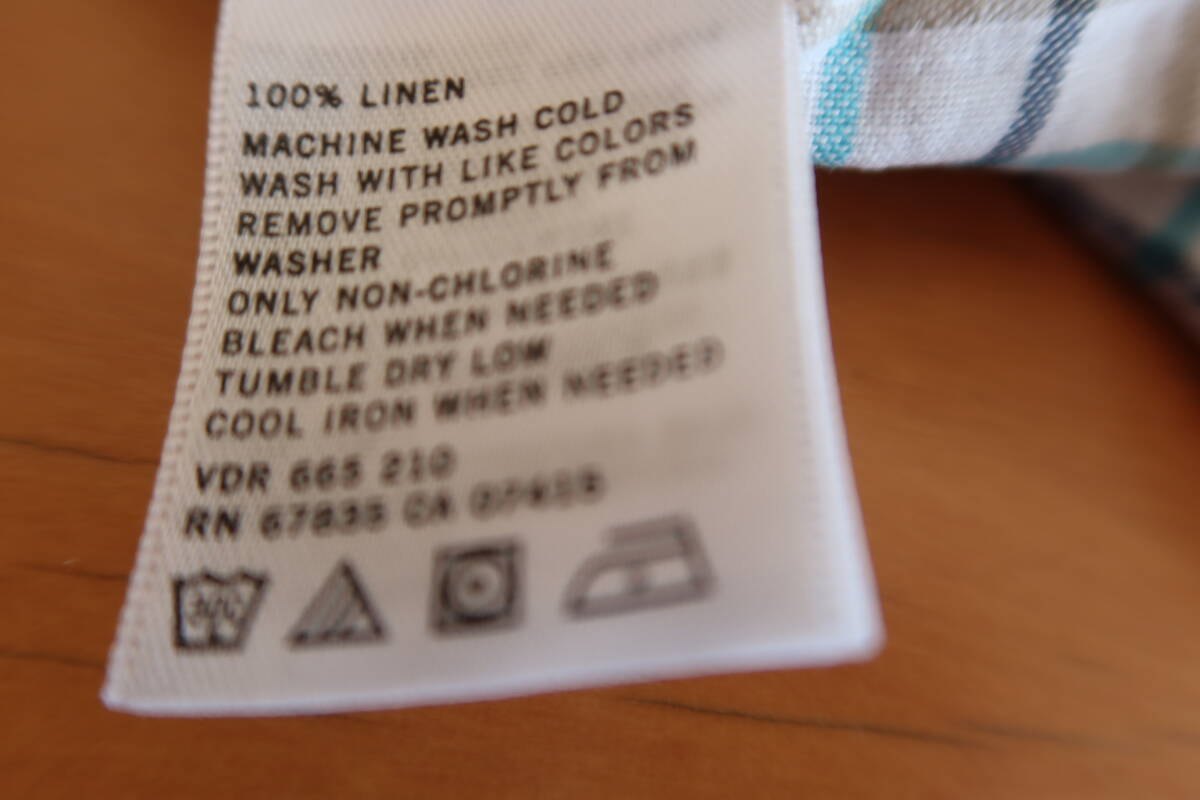 100% LINEN
MACHINE WASH COLD
WASH WITH LIKE COLORS
REMOVE PROMPTLY FROM
WASHER
ONLY NON-CHLORINE
BLEACH WHEN NEEDED
TUMBLE DRY LOW
COOL IRON WHEN NEEDED
VDR 665 210
RN CA